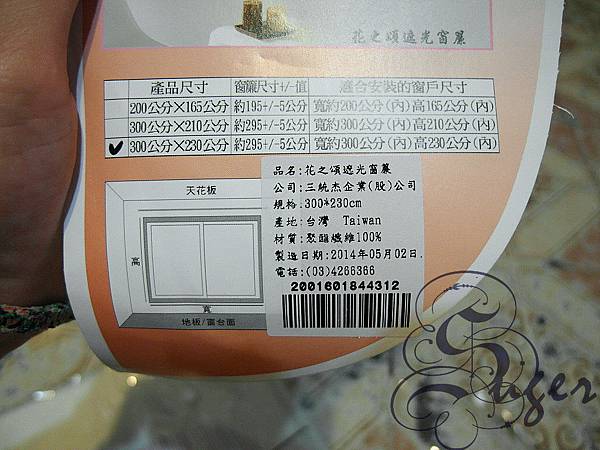 花之頌遮光窗簾
產品尺寸 窗簾尺寸+/-值 適合安裝的窗戶尺寸
200公分×165公分 約195+/-5公分 寬約200公分(內)高165公分(內)
300公分×210公分 約295+/-5公分 寬約300公分(內)高210公分(內)
300公分×230公分 約295+/-5公分 寬約300公分(內)高230公分(內)
天花板
高
寬
地板/窗台面
品名:花之頌遮光窗簾
公司:三統杰企業(股)公司
規格:300*230cm
產地:台灣 Taiwan
材質:聚酯纖維100%
製造日期:2014年05月02日.
電話:(03)4266366
2001601844312
Suger